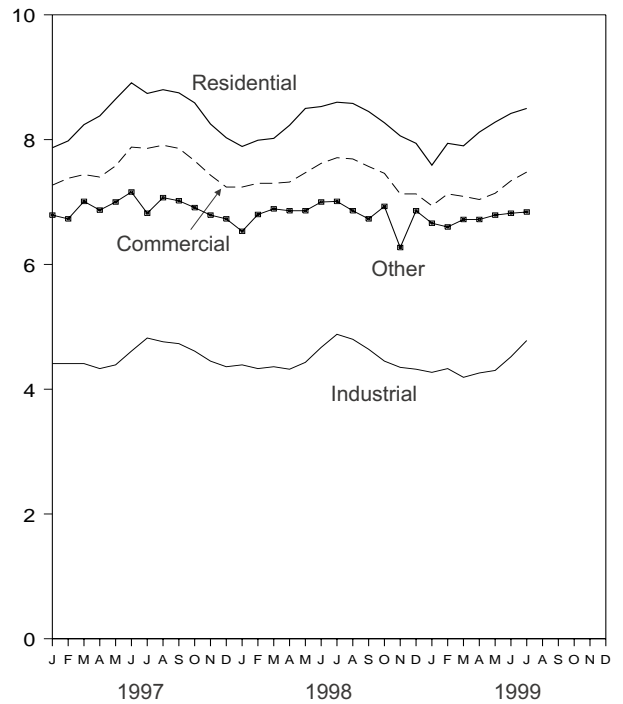 10
Residential
8
Commercial
6
Other
4
Industrial
2
0
J F M A M J J A S O N D J F M A M J J A S O N D J F M A M J J A S O N D
1997 1998 1999